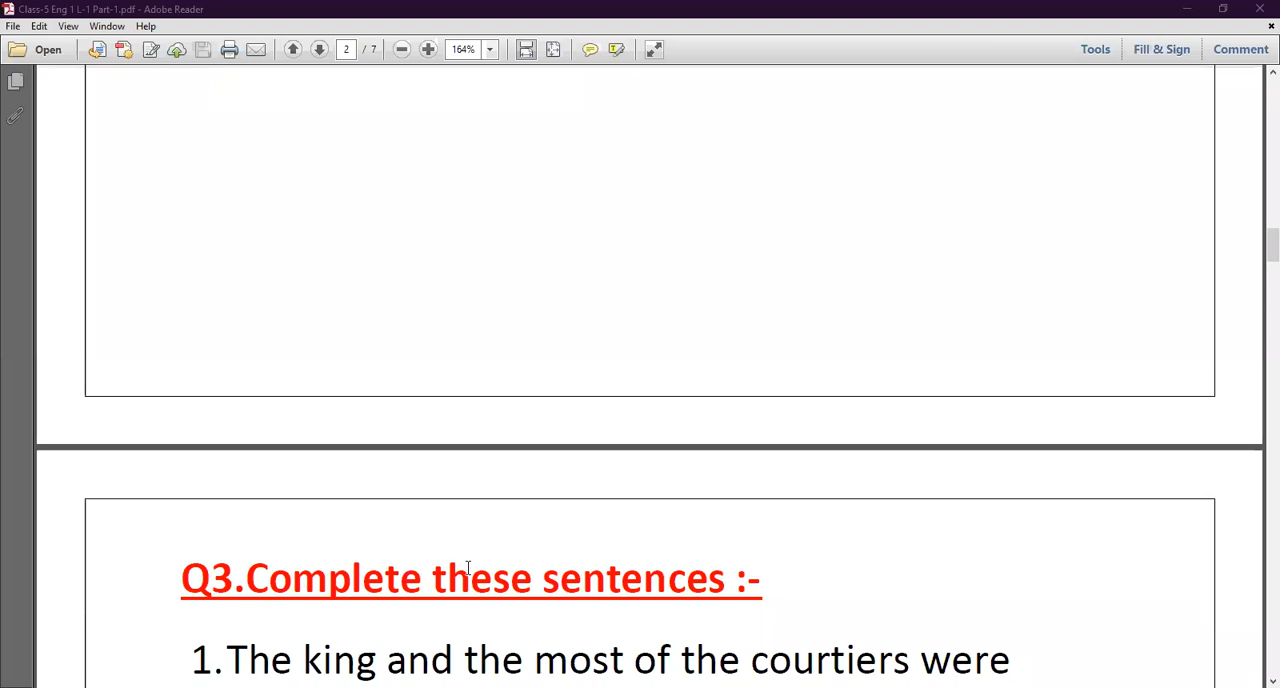 Class-5 Eng 1 L-1 Part-1.pdf - Adobe Reader
File Edit View Window Help
Open 2 / 7 164% Tools Fill & Sign Comment
Q3.Complete these sentences :-
1.The king and the most of the courtiers were